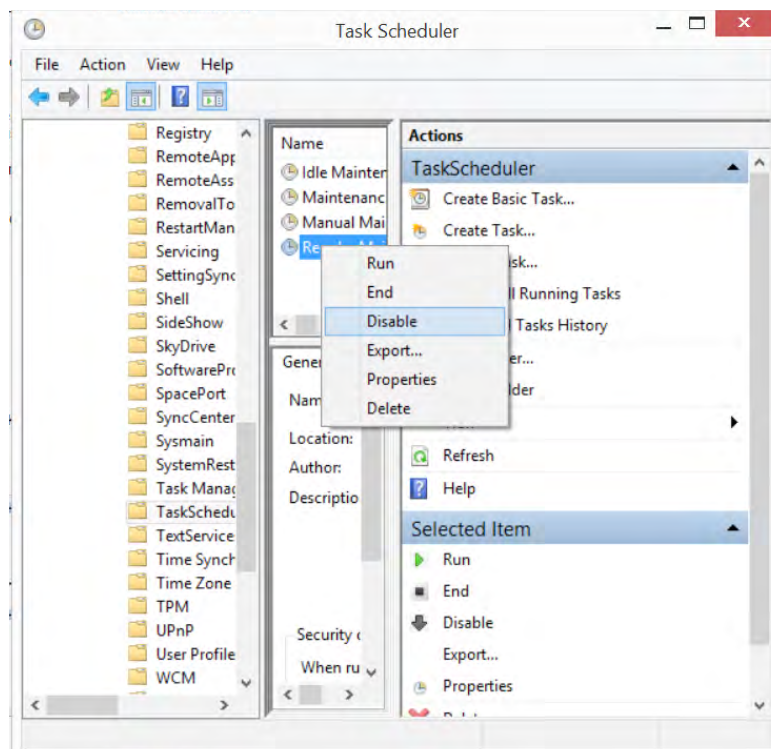 Task Scheduler
File Action View Help
Registry
RemoteApp
RemoteAss
RemovalTo
RestartMan
Servicing
SettingSync
Shell
SideShow
SkyDrive
SoftwarePro
SpacePort
SyncCenter
Sysmain
SystemRest
Task Manag
TaskSchedu
TextService
Time Synch
Time Zone
TPM
UPnP
User Profile
WCM
Name
Idle Mainten
Maintenanc
Manual Mai
Run
End
Disable
Export...
Properties
Delete
Gener
Nam
Location:
Author:
Descriptio
Security o
When ru
Actions
TaskScheduler
Create Basic Task...
Create Task...
sk...
ll Running Tasks
Tasks History
er...
lder
Refresh
Help
Selected Item
Run
End
Disable
Export...
Properties